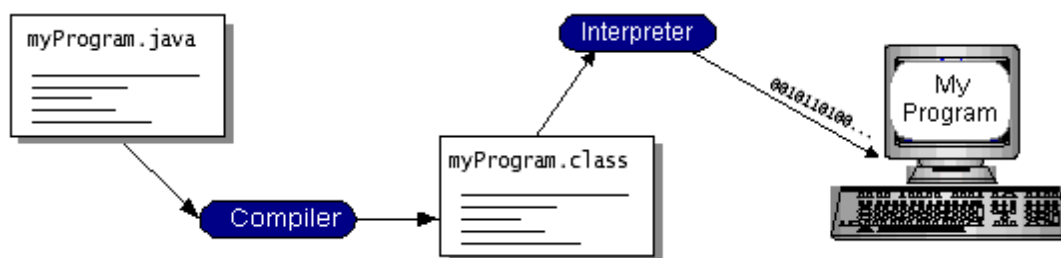 myProgram.java
Compiler
myProgram.class
Interpreter
0010110100...
My
Program